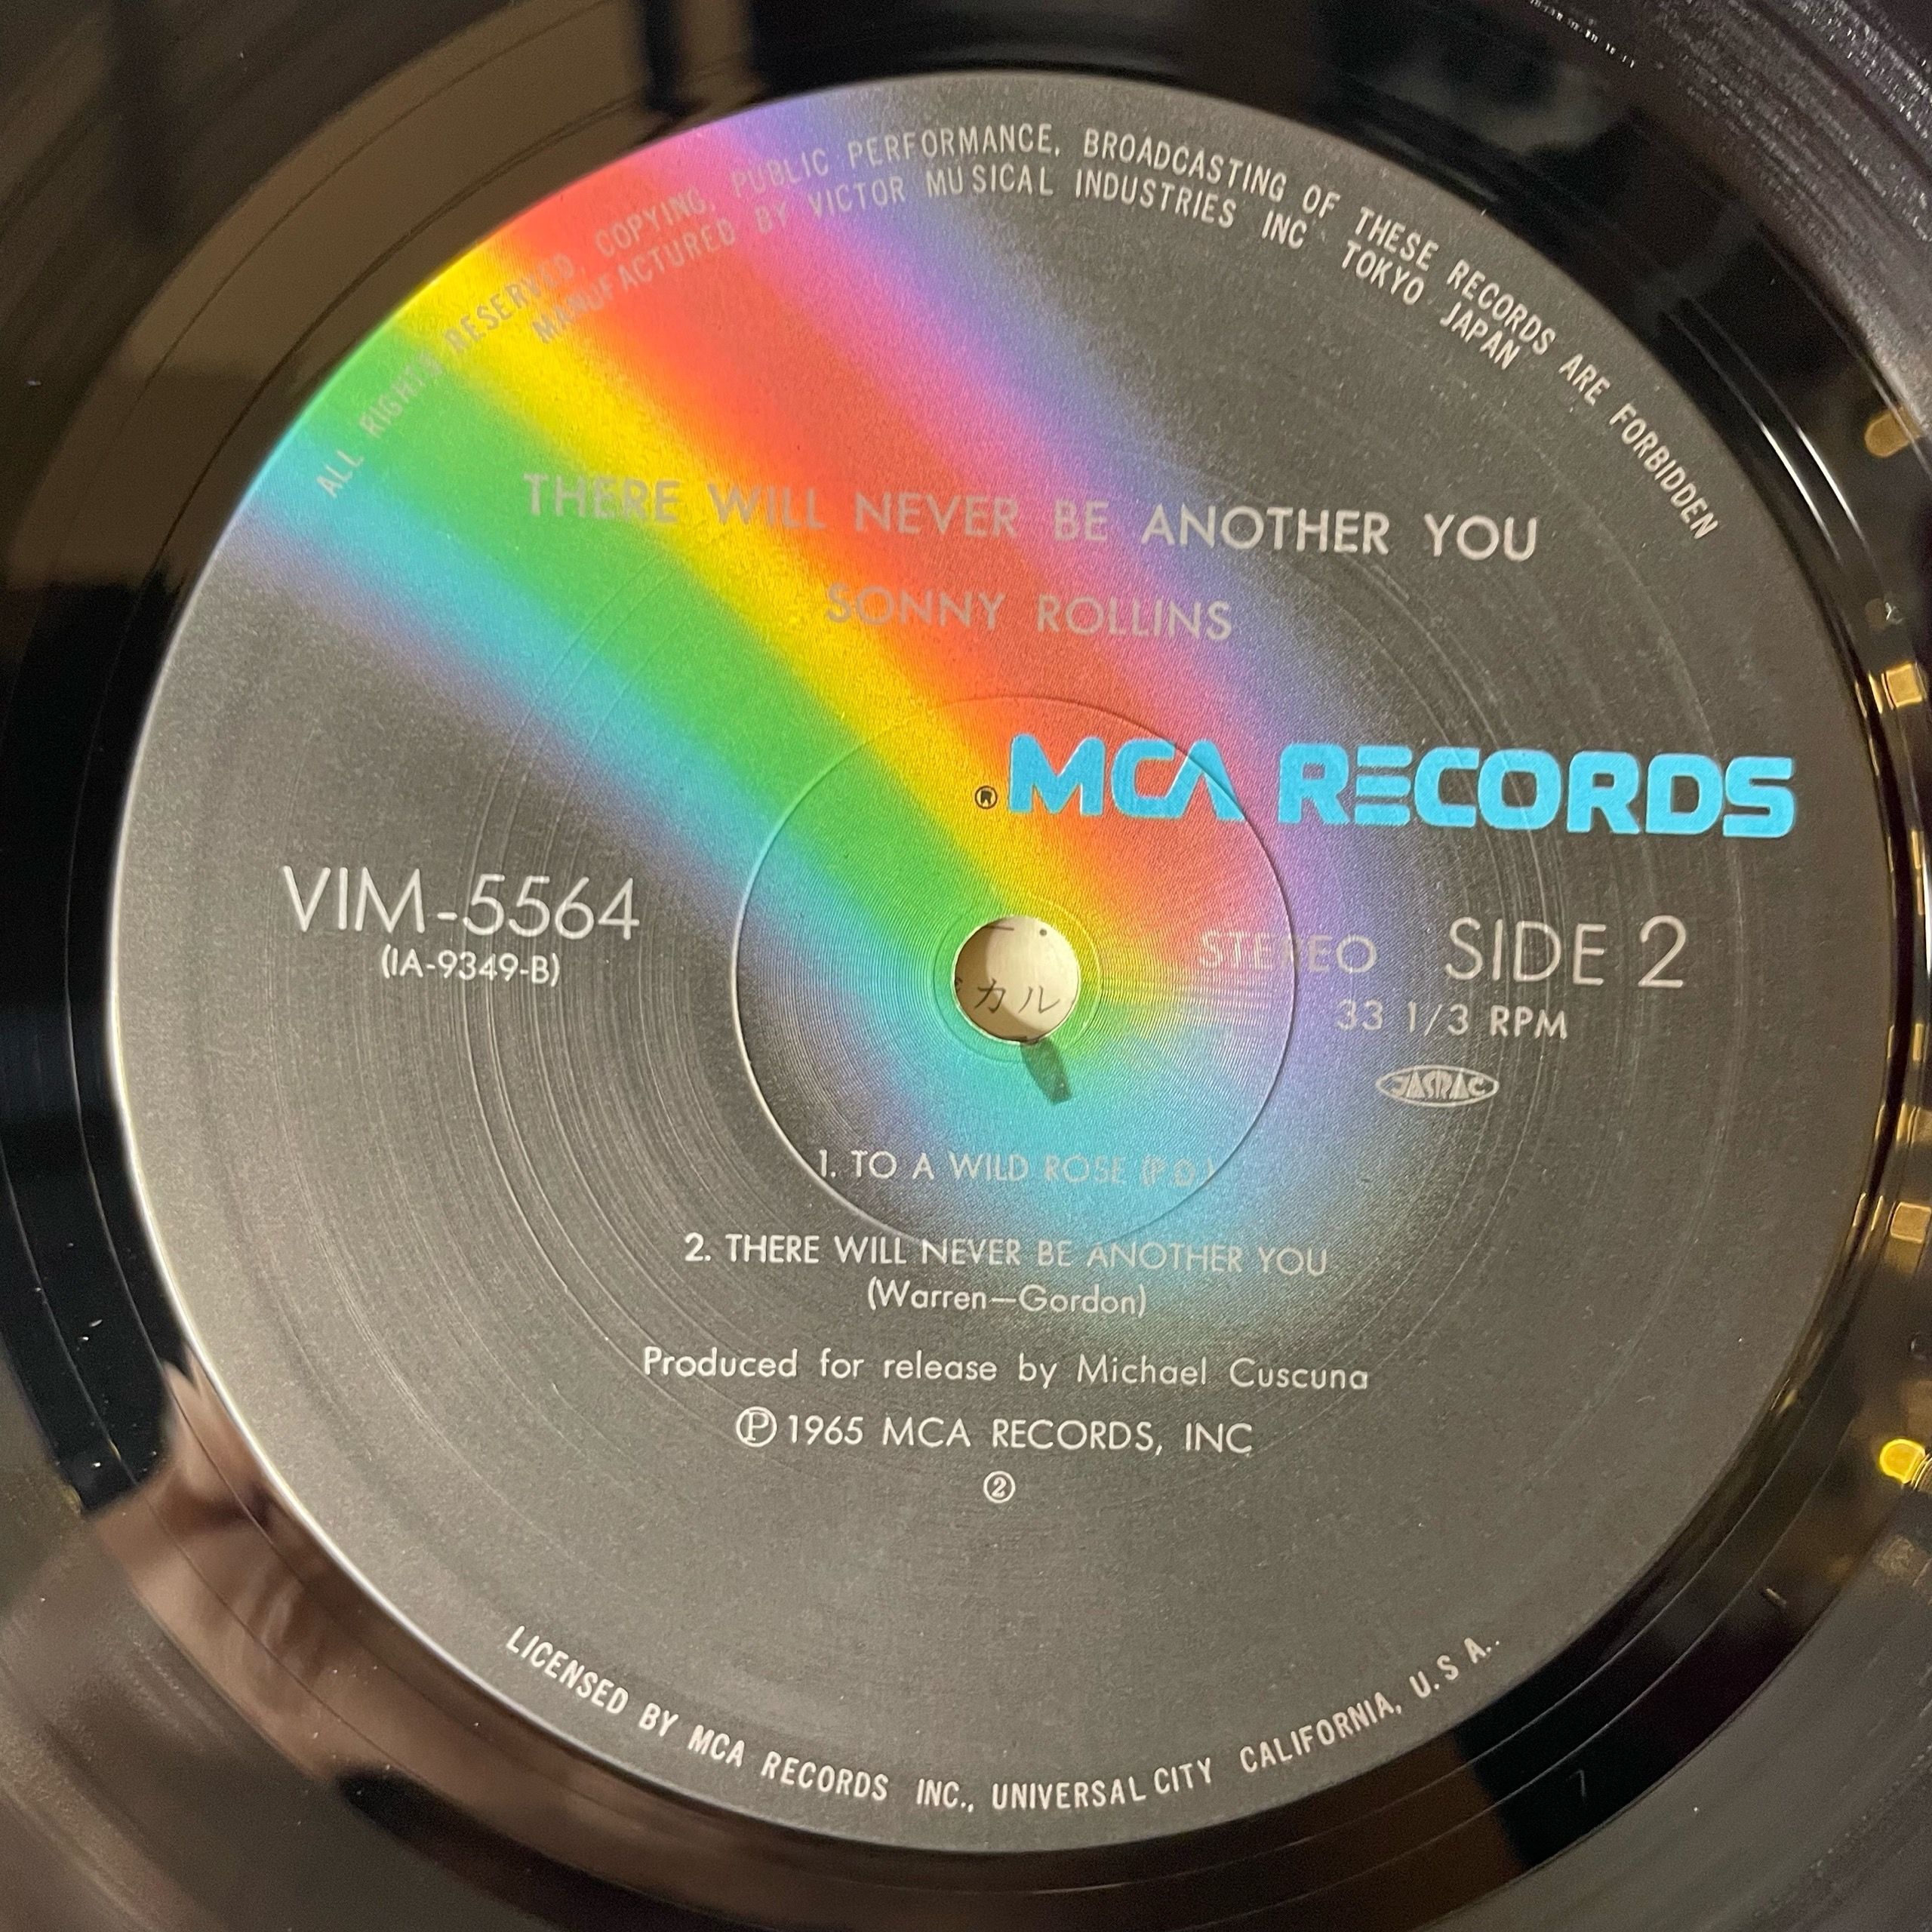 ALL RIGHTS RESERVED, COPYING, PUBLIC PERFORMANCE, BROADCASTING OF THESE RECORDS ARE FORBIDDEN
MANUFACTURED BY VICTOR MUSICAL INDUSTRIES INC TOKYO JAPAN
THERE WILL NEVER BE ANOTHER YOU
SONNY ROLLINS
® MCA RECORDS
VIM-5564
(IA-9349-B)
STEREO SIDE 2
33 1/3 RPM
JASRAC
カル
1. TO A WILD ROSE (P.D.)
2. THERE WILL NEVER BE ANOTHER YOU
(Warren—Gordon)
Produced for release by Michael Cuscuna
Ⓟ 1965 MCA RECORDS, INC
②
LICENSED BY MCA RECORDS INC., UNIVERSAL CITY CALIFORNIA, U.S.A.